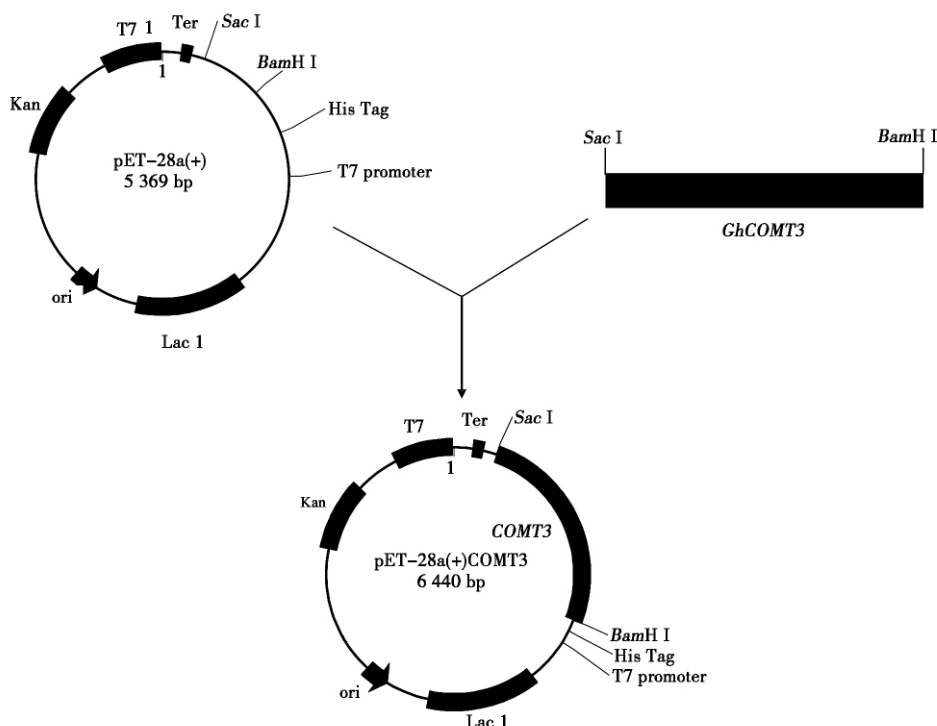 T7 1
Ter
Sac I
BamH I
1
Kan
His Tag
pET-28a(+)
5 369 bp
T7 promoter
ori
Lac 1
Sac I
BamH I
GhCOMT3
T7
Ter
Sac I
1
Kan
COMT3
pET-28a(+)COMT3
6 440 bp
BamH I
His Tag
T7 promoter
ori
Lac 1